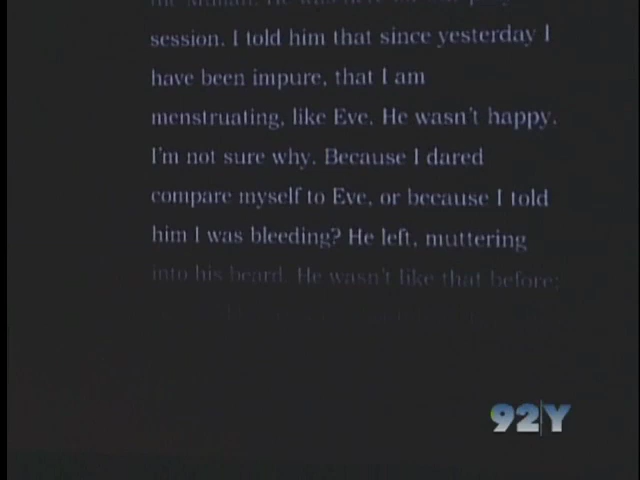 session. I told him that since yesterday I
have been impure, that I am
menstruating, like Eve. He wasn't happy.
I'm not sure why. Because I dared
compare myself to Eve, or because I told
him I was bleeding? He left, muttering
into his beard. He wasn't like that before;
92Y